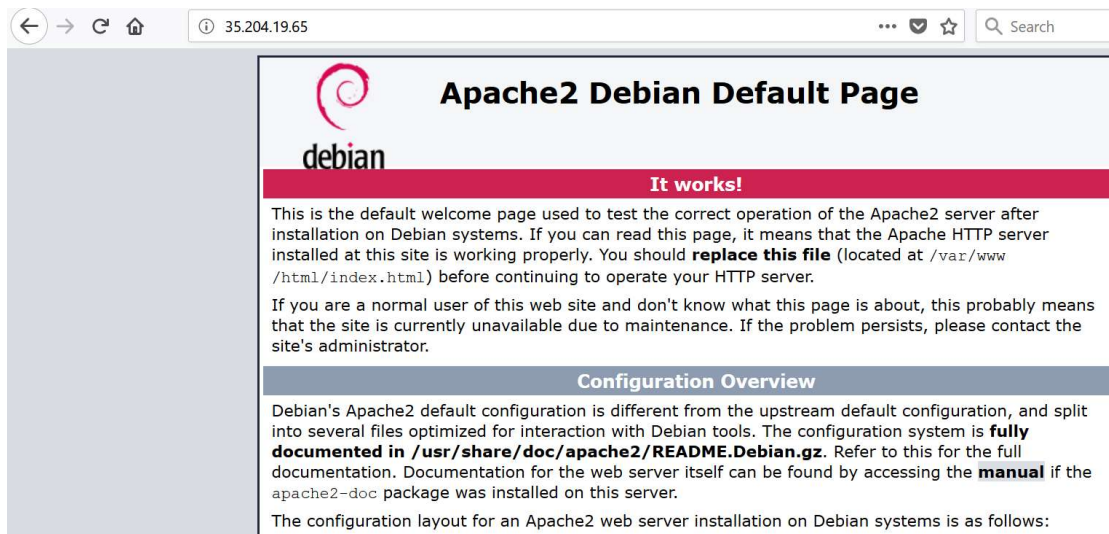 35.204.19.65
Search
Apache2 Debian Default Page
debian
It works!
This is the default welcome page used to test the correct operation of the Apache2 server after
installation on Debian systems. If you can read this page, it means that the Apache HTTP server
installed at this site is working properly. You should replace this file (located at /var/www
/html/index.html) before continuing to operate your HTTP server.
If you are a normal user of this web site and don't know what this page is about, this probably means
that the site is currently unavailable due to maintenance. If the problem persists, please contact the
site's administrator.
Configuration Overview
Debian's Apache2 default configuration is different from the upstream default configuration, and split
into several files optimized for interaction with Debian tools. The configuration system is fully
documented in /usr/share/doc/apache2/README.Debian.gz. Refer to this for the full
documentation. Documentation for the web server itself can be found by accessing the manual if the
apache2-doc package was installed on this server.
The configuration layout for an Apache2 web server installation on Debian systems is as follows: